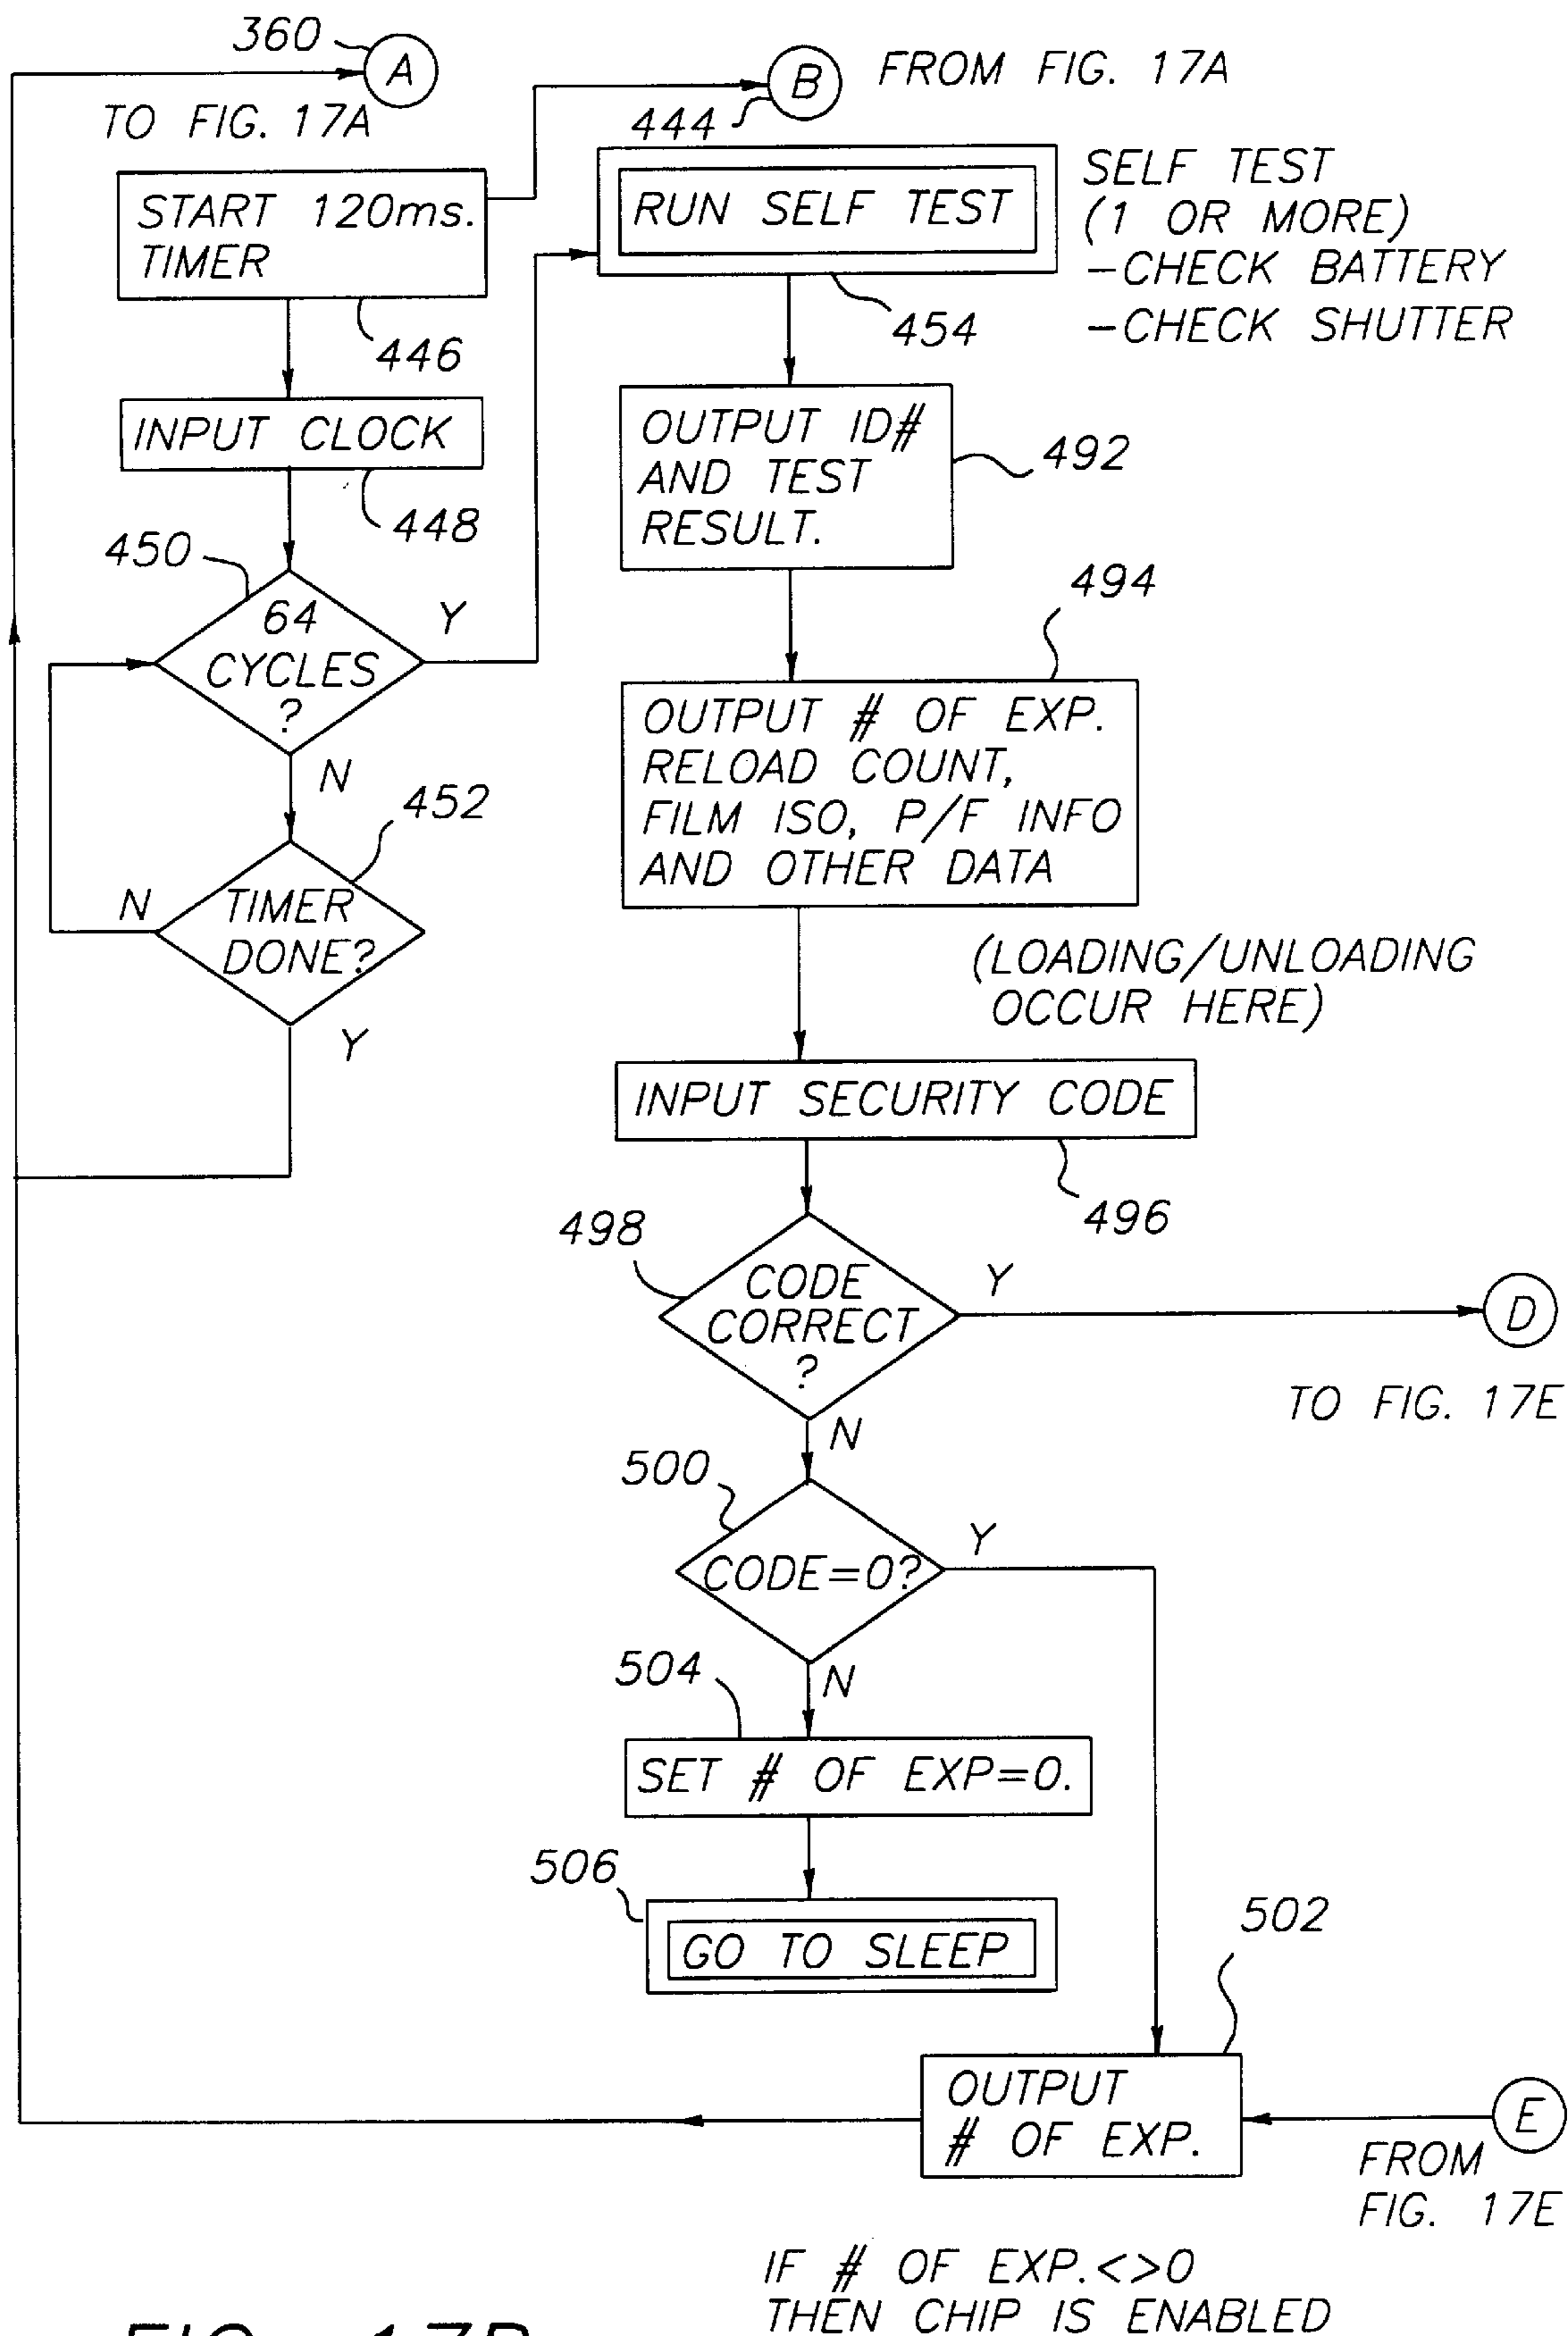 360
A
TO FIG. 17A
B
FROM FIG. 17A
444
START 120ms.
TIMER
446
RUN SELF TEST
454
SELF TEST
(1 OR MORE)
-CHECK BATTERY
-CHECK SHUTTER
INPUT CLOCK
448
450
64
CYCLES
?
Y
N
452
TIMER
DONE?
N
Y
OUTPUT ID#
AND TEST
RESULT.
492
494
OUTPUT # OF EXP.
RELOAD COUNT,
FILM ISO, P/F INFO
AND OTHER DATA
(LOADING/UNLOADING
OCCUR HERE)
INPUT SECURITY CODE
496
498
CODE
CORRECT
?
Y
D
TO FIG. 17E
N
500
CODE=0?
Y
N
504
SET # OF EXP=0.
506
GO TO SLEEP
502
OUTPUT
# OF EXP.
E
FROM
FIG. 17E
IF # OF EXP.<>0
THEN CHIP IS ENABLED